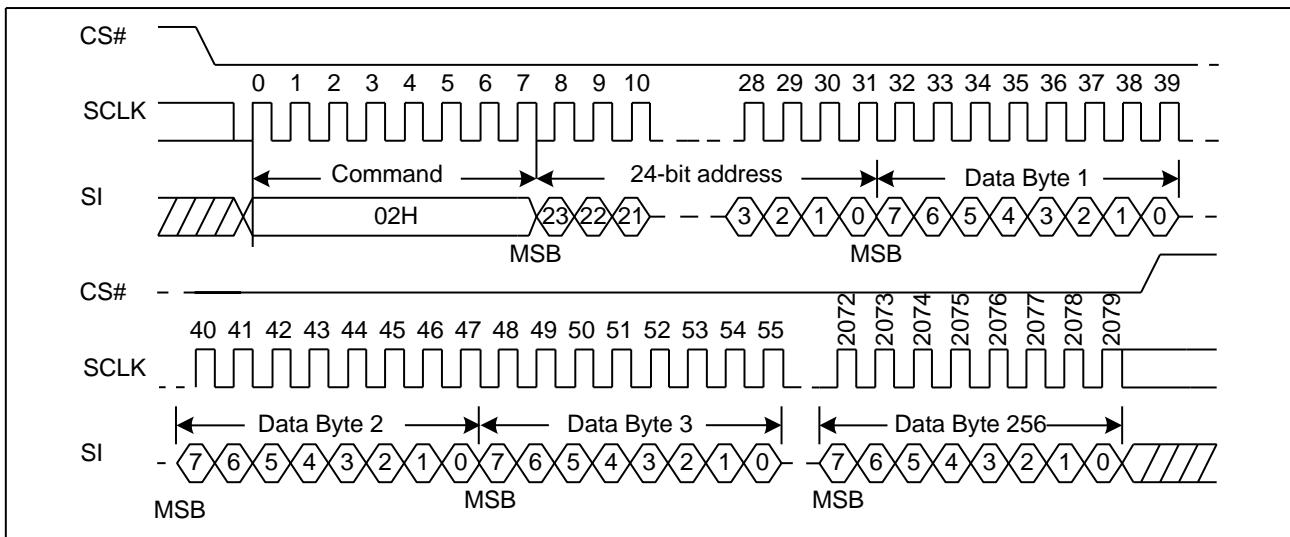 CS#
0 1 2 3 4 5 6 7 8 9 10 28 29 30 31 32 33 34 35 36 37 38 39
SCLK
Command 24-bit address Data Byte 1
SI
02H 23 22 21 3 2 1 0 7 6 5 4 3 2 1 0
MSB MSB
CS#
40 41 42 43 44 45 46 47 48 49 50 51 52 53 54 55 2072 2073 2074 2075 2076 2077 2078 2079
SCLK
Data Byte 2 Data Byte 3 Data Byte 256
SI
7 6 5 4 3 2 1 0 7 6 5 4 3 2 1 0 7 6 5 4 3 2 1 0
MSB MSB MSB